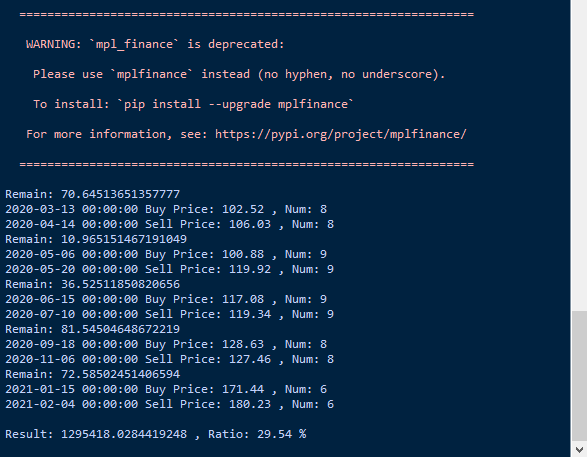 =================================================================
WARNING: `mpl_finance` is deprecated:
Please use `mplfinance` instead (no hyphen, no underscore).
To install: `pip install --upgrade mplfinance`
For more information, see: https://pypi.org/project/mplfinance/
=================================================================
Remain: 70.64513651357777
2020-03-13 00:00:00 Buy Price: 102.52 , Num: 8
2020-04-14 00:00:00 Sell Price: 106.03 , Num: 8
Remain: 10.965151467191049
2020-05-06 00:00:00 Buy Price: 100.88 , Num: 9
2020-05-20 00:00:00 Sell Price: 119.92 , Num: 9
Remain: 36.52511850820656
2020-06-15 00:00:00 Buy Price: 117.08 , Num: 9
2020-07-10 00:00:00 Sell Price: 119.34 , Num: 9
Remain: 81.54504648672219
2020-09-18 00:00:00 Buy Price: 128.63 , Num: 8
2020-11-06 00:00:00 Sell Price: 127.46 , Num: 8
Remain: 72.58502451406594
2021-01-15 00:00:00 Buy Price: 171.44 , Num: 6
2021-02-04 00:00:00 Sell Price: 180.23 , Num: 6
Result: 1295418.0284419248 , Ratio: 29.54 %